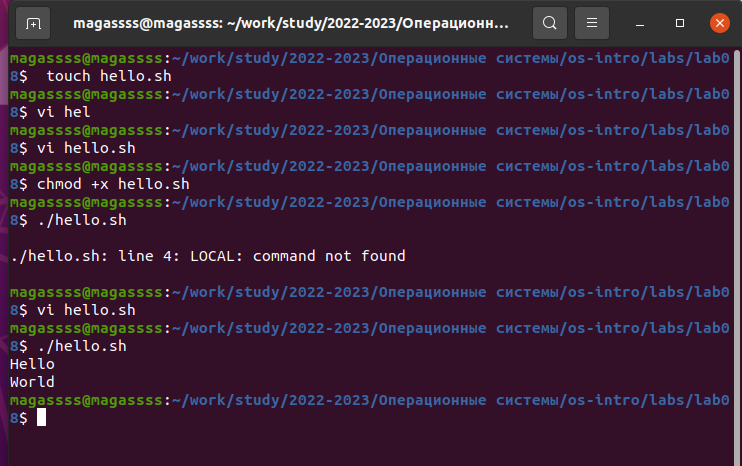 magassss@magassss: ~/work/study/2022-2023/Операционн...
magassss@magassss:~/work/study/2022-2023/Операционные системы/os-intro/labs/lab0
8$  touch hello.sh
magassss@magassss:~/work/study/2022-2023/Операционные системы/os-intro/labs/lab0
8$ vi hel
magassss@magassss:~/work/study/2022-2023/Операционные системы/os-intro/labs/lab0
8$ vi hello.sh
magassss@magassss:~/work/study/2022-2023/Операционные системы/os-intro/labs/lab0
8$ chmod +x hello.sh
magassss@magassss:~/work/study/2022-2023/Операционные системы/os-intro/labs/lab0
8$ ./hello.sh
./hello.sh: line 4: LOCAL: command not found
magassss@magassss:~/work/study/2022-2023/Операционные системы/os-intro/labs/lab0
8$ vi hello.sh
magassss@magassss:~/work/study/2022-2023/Операционные системы/os-intro/labs/lab0
8$ ./hello.sh
Hello
World
magassss@magassss:~/work/study/2022-2023/Операционные системы/os-intro/labs/lab0
8$